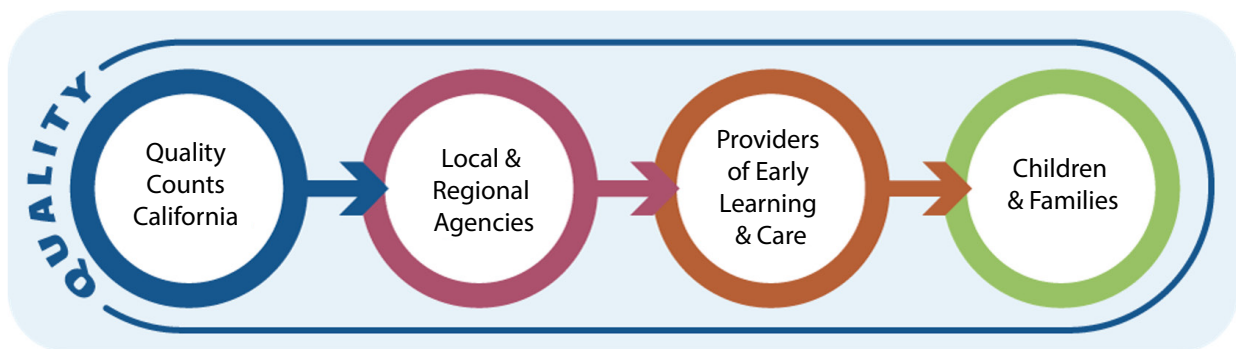 QUALITY
Quality
Counts
California
Local &
Regional
Agencies
Providers
of Early
Learning
& Care
Children
& Families